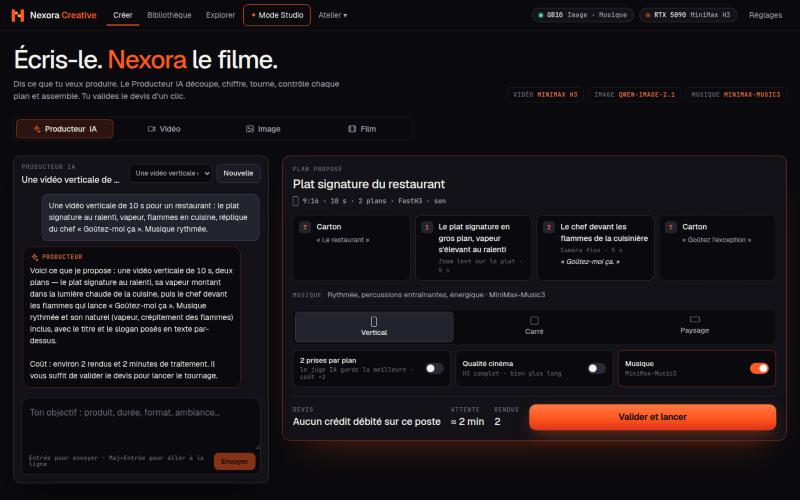 Nexora Creative
Créer
Bibliothèque
Explorer
Mode Studio
Atelier ▾
GB10 Image · Musique
RTX 5090 MiniMax H3
Réglages
Écris-le. Nexora le filme.
Dis ce que tu veux produire. Le Producteur IA découpe, chiffre, tourne, contrôle chaque
plan et assemble. Tu valides le devis d'un clic.
VIDÉO MINIMAX H3
IMAGE QWEN-IMAGE-2.1
MUSIQUE MINIMAX-MUSIC3
Producteur IA
Vidéo
Image
Film
PRODUCTEUR IA
Une vidéo verticale de ...
Une vidéo verticale
Nouvelle
Une vidéo verticale de 10 s pour un restaurant : le plat
signature au ralenti, vapeur, flammes en cuisine, réplique
du chef « Goûtez-moi ça ». Musique rythmée.
PRODUCTEUR
Voici ce que je propose : une vidéo verticale de 10 s, deux
plans — le plat signature au ralenti, sa vapeur montant
dans la lumière chaude de la cuisine, puis le chef devant
les flammes qui lance « Goûtez-moi ça ». Musique
rythmée et son naturel (vapeur, crépitement des flammes)
inclus, avec le titre et le slogan posés en texte par-
dessus.
Coût : environ 2 rendus et 2 minutes de traitement. Il
vous suffit de valider le devis pour lancer le tournage.
Ton objectif : produit, durée, format, ambiance...
Entrée pour envoyer · Maj+Entrée pour aller à la
ligne
Envoyer
PLAN PROPOSÉ
Plat signature du restaurant
9:16 · 10 s · 2 plans · FastH3 · son
T
Carton
« Le restaurant »
1
Le plat signature en
gros plan, vapeur
s'élevant au ralenti
Zoom lent sur le plat ·
5 s
2
Le chef devant les
flammes de la cuisinière
Caméra fixe · 5 s
« Goûtez-moi ça. »
T
Carton
« Goûtez l'exception »
MUSIQUE Rythmée, percussions entraînantes, énergique · MiniMax-Music3
Vertical
Carré
Paysage
2 prises par plan
le juge IA garde la meilleure ·
coût ×2
Qualité cinéma
H3 complet · bien plus long
Musique
MiniMax-Music3
DEVIS
Aucun crédit débité sur ce poste
ATTENTE
≈ 2 min
RENDUS
2
Valider et lancer